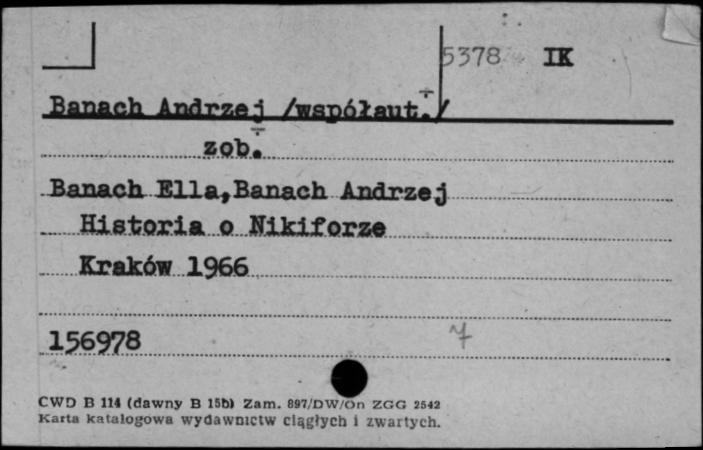 5378 IK
Banach Andrzej /współaut./
zob.
Banach Ella,Banach Andrzej
Historia o Nikiforze
Kraków 1966
156978
CWD B 114 (dawny B 15b) Zam. 897/DW/On ZGG 2542
Karta katalogowa wydawnictw ciągłych i zwartych.